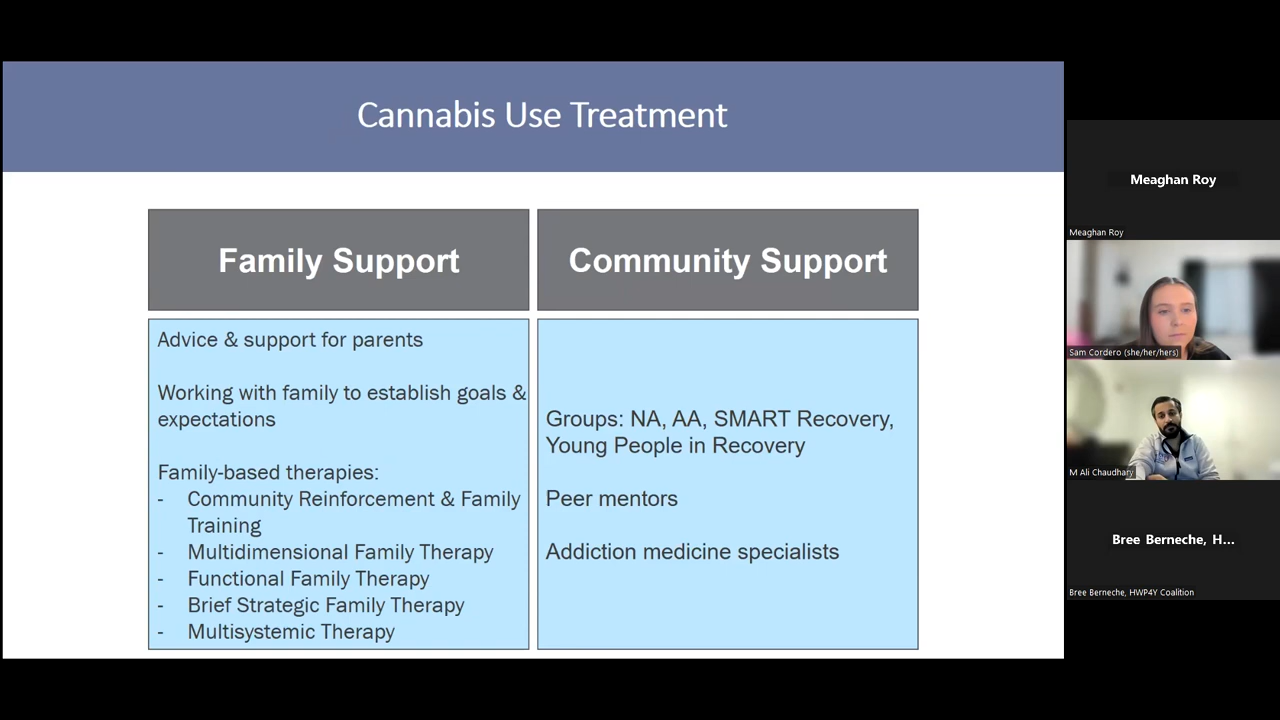 Cannabis Use Treatment
Family Support
Community Support
Advice & support for parents
Working with family to establish goals &
expectations
Family-based therapies:
- Community Reinforcement & Family
Training
- Multidimensional Family Therapy
- Functional Family Therapy
- Brief Strategic Family Therapy
- Multisystemic Therapy
Groups: NA, AA, SMART Recovery,
Young People in Recovery
Peer mentors
Addiction medicine specialists
Meaghan Roy
Meaghan Roy
Sam Cordero (she/her/hers)
M Ali Chaudhary
Bree Berneche, H...
Bree Berneche, HWP4Y Coalition